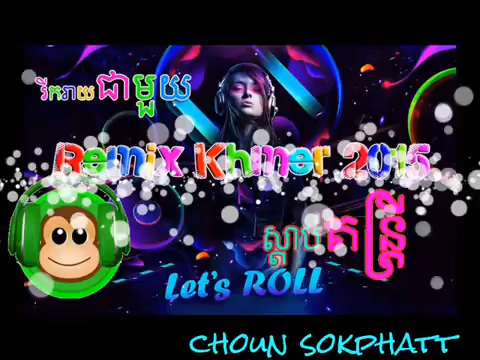 រីករាយជាមួយ
Remix Khmer 2015
ស្តាប់តន្ត្រី
Let's ROLL
CHOUN SOKPHATT